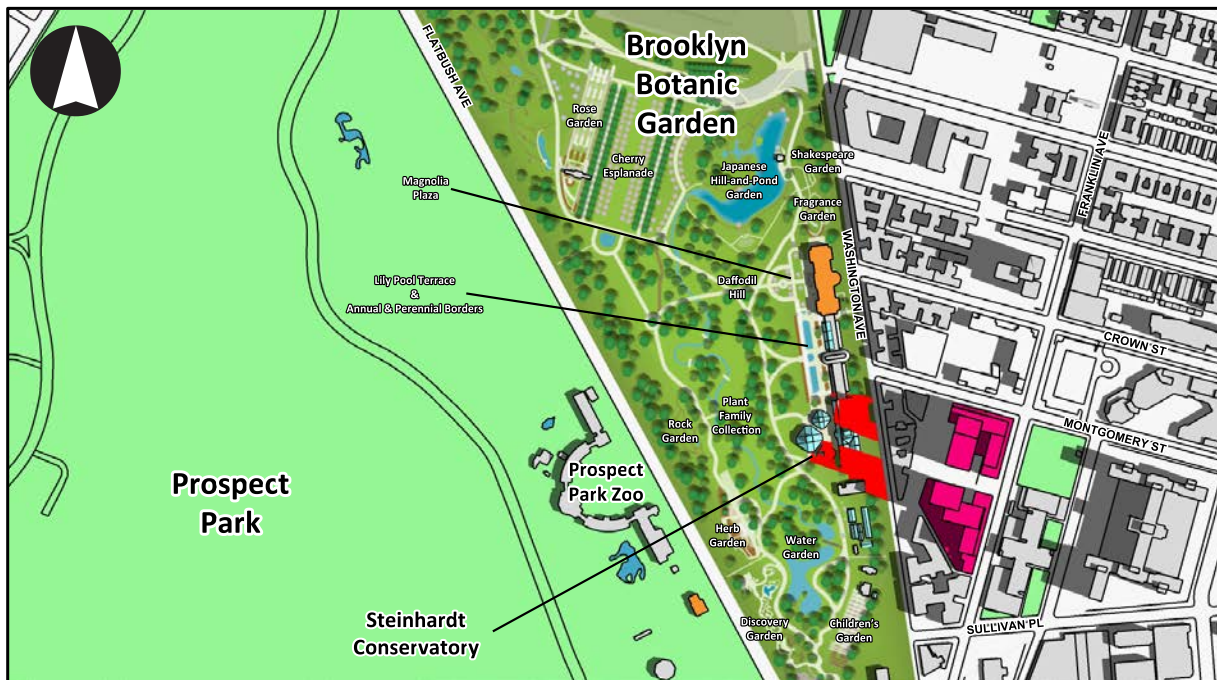 FLATBUSH AVE
Brooklyn
Botanic
Garden
Rose
Garden
Cherry
Esplanade
Japanese
Hill-and-Pond
Garden
Shakespeare
Garden
Fragrance
Garden
FRANKLIN AVE
Magnolia
Plaza
WASHINGTON AVE
Lily Pool Terrace
&
Annual & Perennial Borders
Daffodil
Hill
CROWN ST
Plant
Family
Collection
Rock
Garden
MONTGOMERY ST
Prospect
Park
Prospect
Park Zoo
Herb
Garden
Water
Garden
Steinhardt
Conservatory
Discovery
Garden
Children's
Garden
SULLIVAN PL